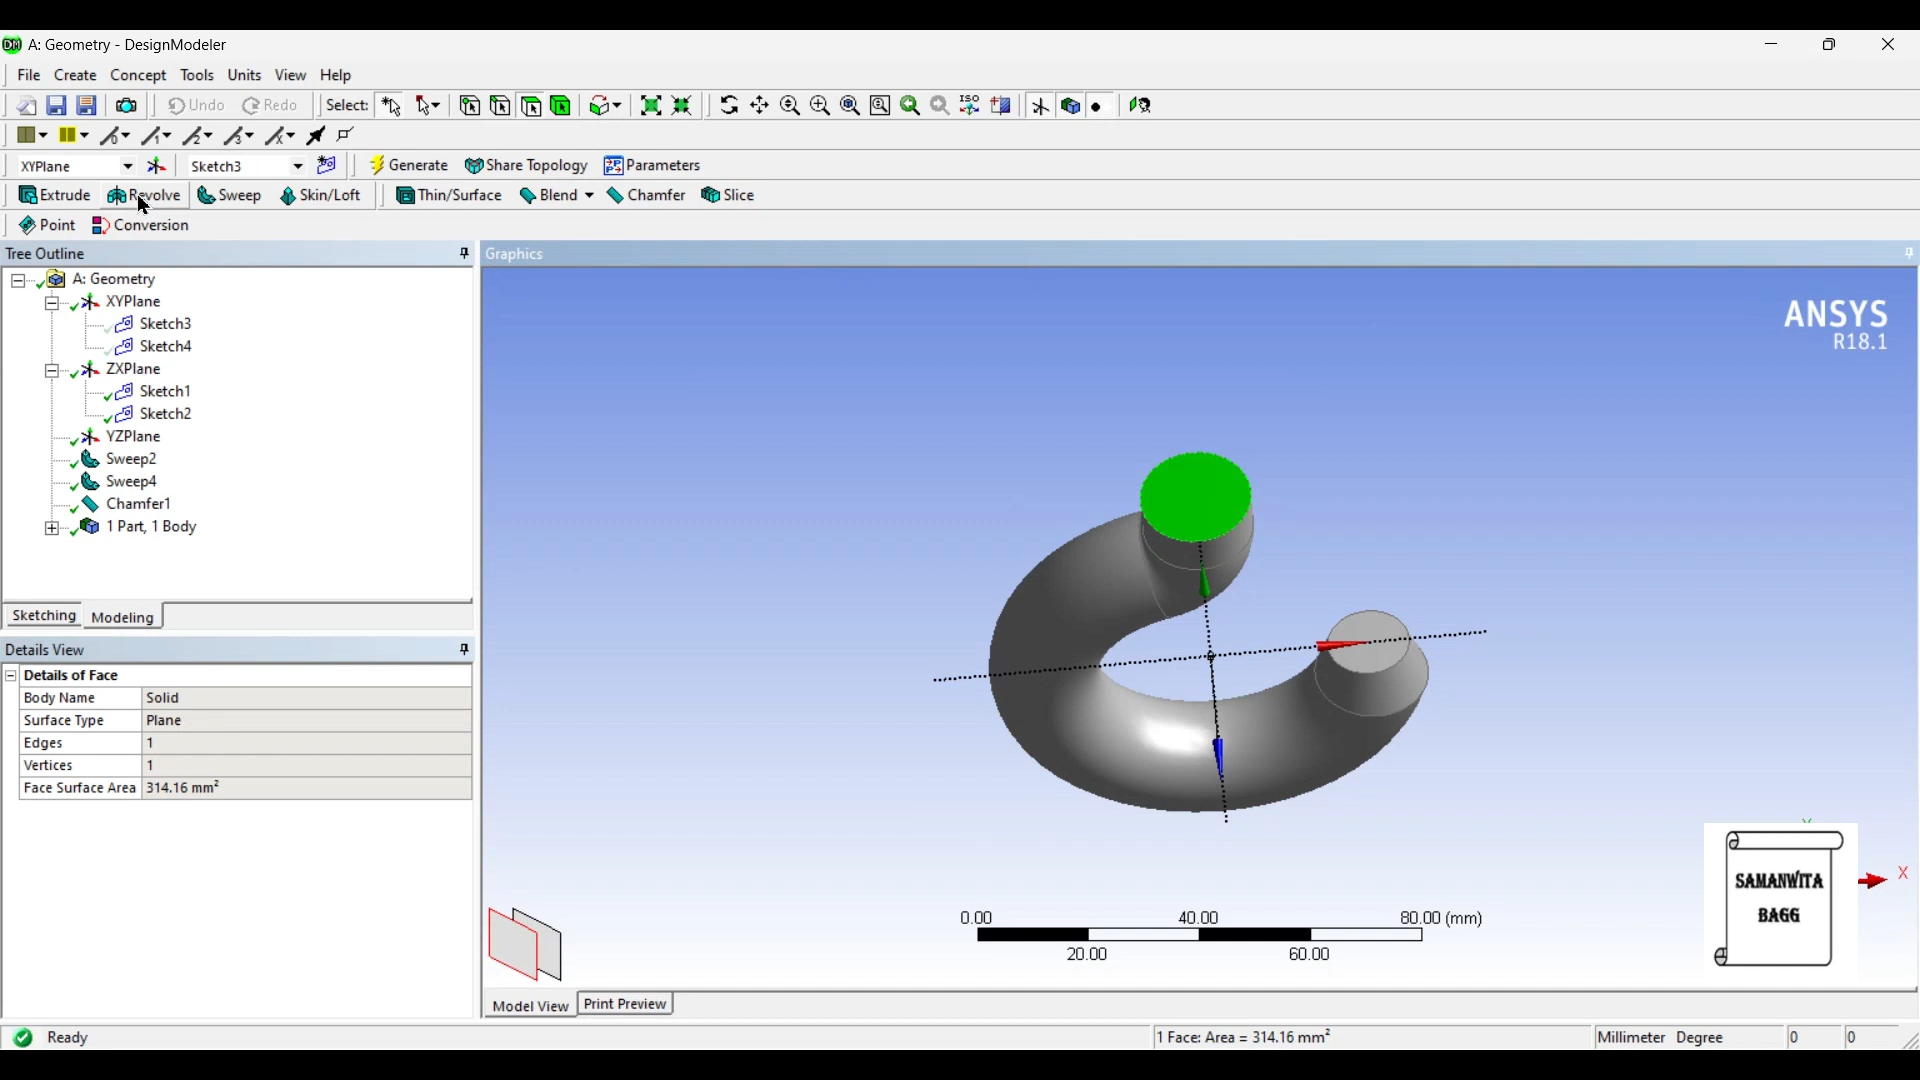 A: Geometry - DesignModeler
File Create Concept Tools Units View Help
Undo Redo Select: ISO
XYPlane Sketch3 Generate Share Topology Parameters
Extrude Revolve Sweep Skin/Loft Thin/Surface Blend Chamfer Slice
Point Conversion
Tree Outline
A: Geometry
XYPlane
Sketch3
Sketch4
ZXPlane
Sketch1
Sketch2
YZPlane
Sweep2
Sweep4
Chamfer1
1 Part, 1 Body
Sketching Modeling
Details View
Details of Face
Body Name Solid
Surface Type Plane
Edges 1
Vertices 1
Face Surface Area 314.16 mm²
Graphics
ANSYS
R18.1
0.00 40.00 80.00 (mm)
20.00 60.00
X
SAMANWITA
BAGG
Model View Print Preview
Ready 1 Face: Area = 314.16 mm² Millimeter Degree 0 0